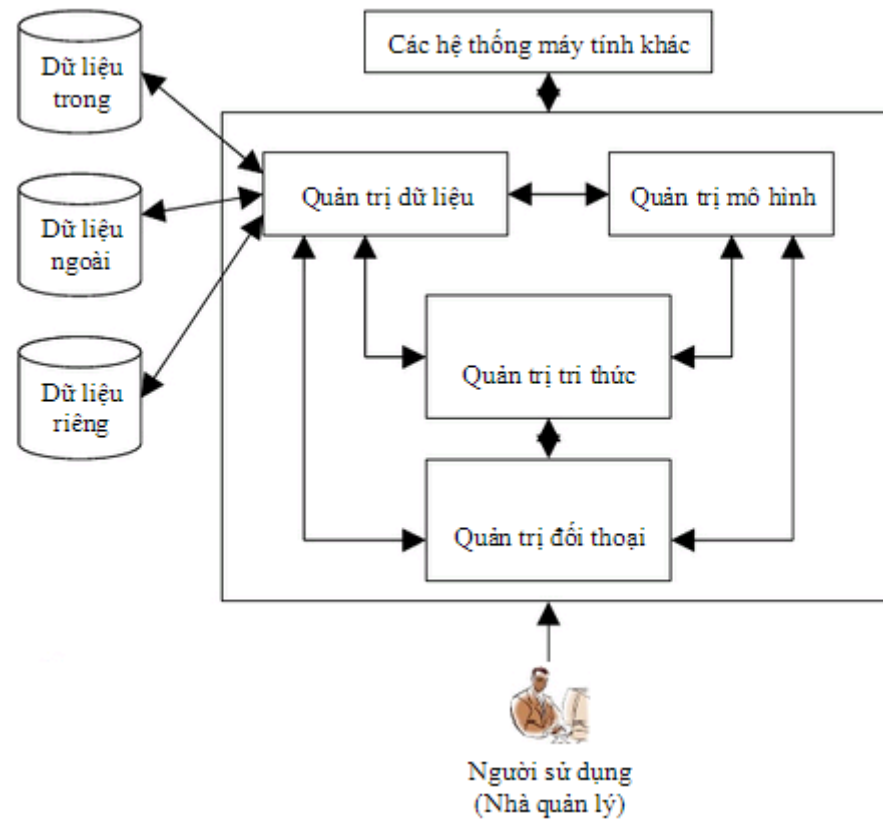 Dữ liệu
trong
Các hệ thống máy tính khác
Dữ liệu
ngoài
Quản trị dữ liệu
Quản trị mô hình
Dữ liệu
riêng
Quản trị tri thức
Quản trị đối thoại
Người sử dụng
(Nhà quản lý)